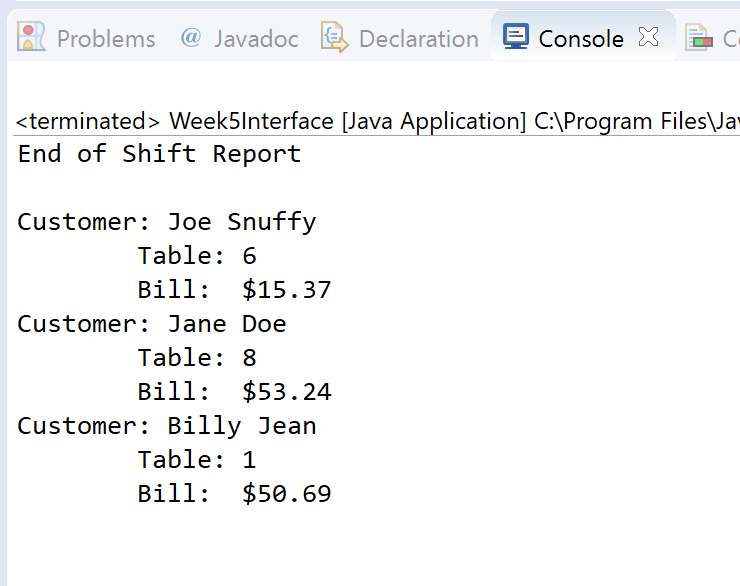 Problems @ Javadoc Declaration Console
<terminated> Week5Interface [Java Application] C:\Program Files\Ja
End of Shift Report
Customer: Joe Snuffy
Table: 6
Bill: $15.37
Customer: Jane Doe
Table: 8
Bill: $53.24
Customer: Billy Jean
Table: 1
Bill: $50.69